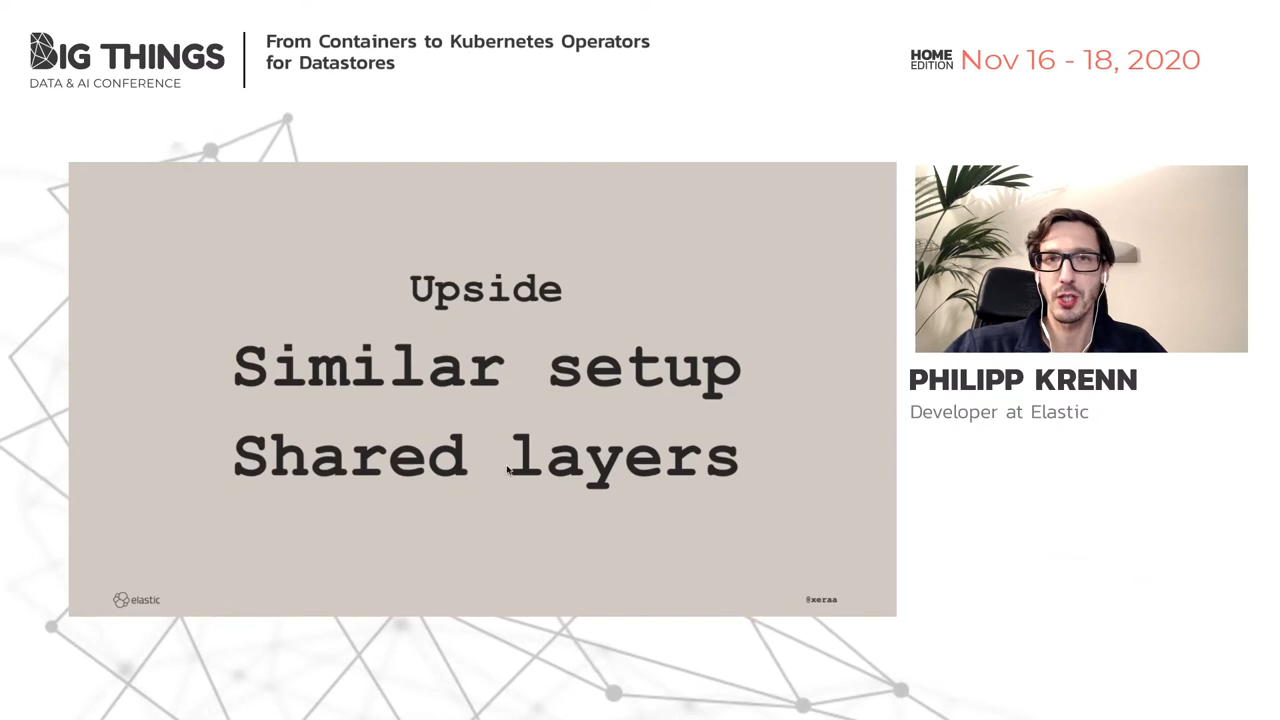 BIG THINGS
DATA & AI CONFERENCE
From Containers to Kubernetes Operators
for Datastores
HOME
EDITION
Nov 16 - 18, 2020
Upside
Similar setup
Shared layers
elastic
@xeraa
PHILIPP KRENN
Developer at Elastic